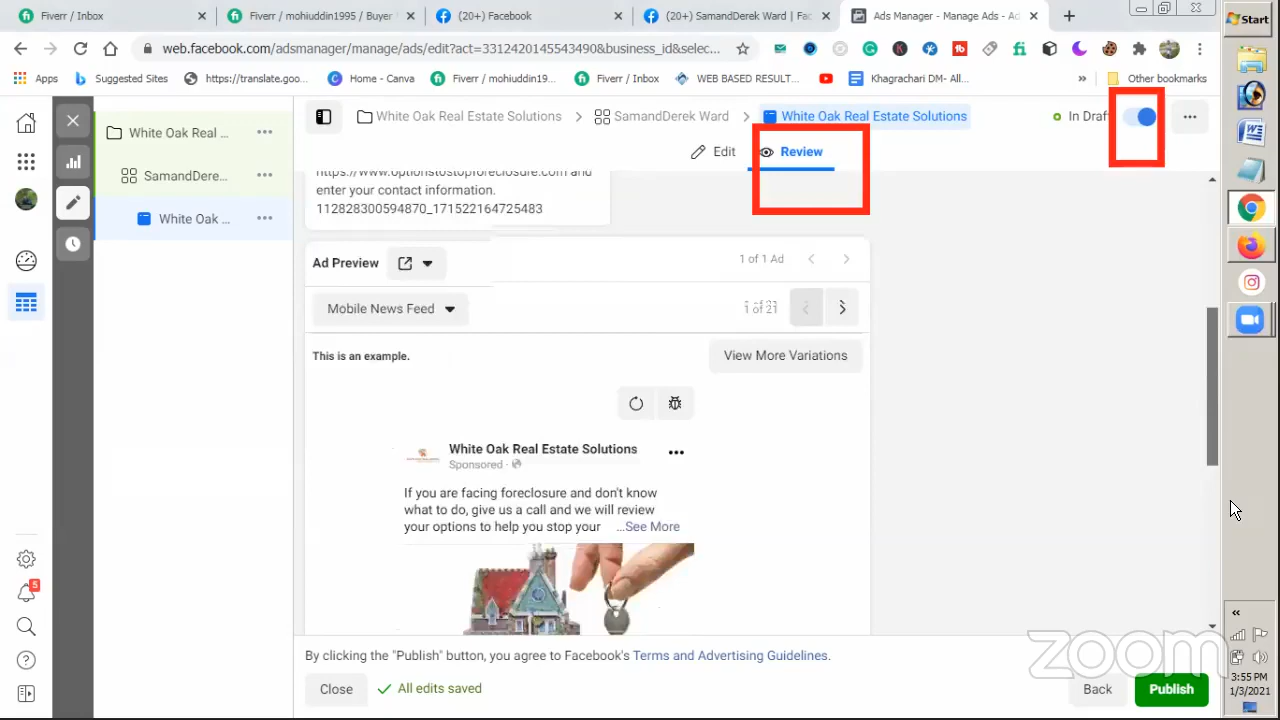 Fiverr / Inbox
Fiverr / mohiuddin1995 / Buyer
(20+) Facebook
(20+) SamandDerek Ward | Fac
Ads Manager - Manage Ads - Ad
Start
web.facebook.com/adsmanager/manage/ads/edit?act=3312420145543490&business_id&selec...
Apps
Suggested Sites
https://translate.goo...
Home - Canva
Fiverr / mohiuddin19...
Fiverr / Inbox
WEB BASED RESULT...
Khagrachari DM- All...
»
Other bookmarks
White Oak Real Estate Solutions
SamandDerek Ward
White Oak Real Estate Solutions
In Draft
White Oak Real ...
SamandDere...
White Oak ...
Edit
Review
https://www.optionstostopforeclosure.com and
enter your contact information.
112828300594870_171522164725483
Ad Preview
1 of 1 Ad
Mobile News Feed
1 of 21
This is an example.
View More Variations
White Oak Real Estate Solutions
Sponsored ·
If you are facing foreclosure and don't know
what to do, give us a call and we will review
your options to help you stop your ...See More
5
By clicking the "Publish" button, you agree to Facebook's Terms and Advertising Guidelines.
Close
All edits saved
Back
Publish
zoom
3:55 PM
1/3/2021